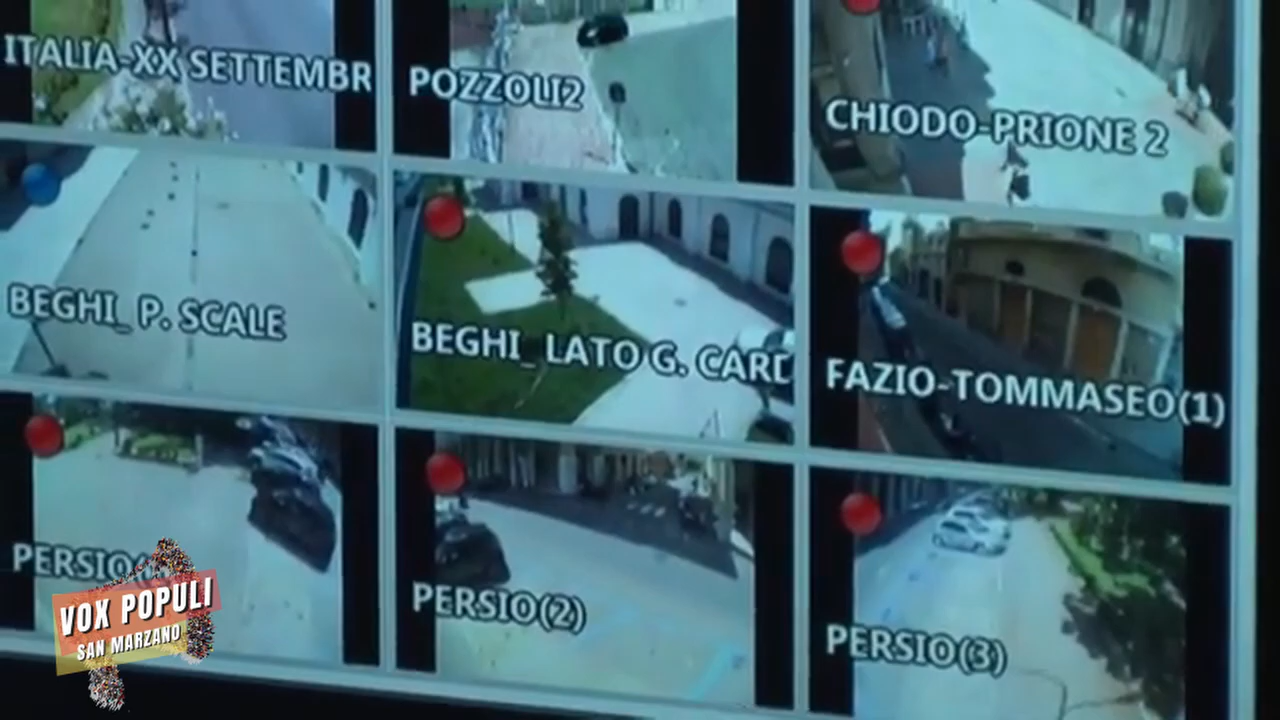 ITALIA-XX SETTEMBR
POZZOLI2
CHIODO-PRIONE 2
BEGHI_ P. SCALE
BEGHI_ LATO G. CARD
FAZIO-TOMMASEO(1)
PERSIO
PERSIO(2)
PERSIO(3)
VOX POPULI
SAN MARZANO